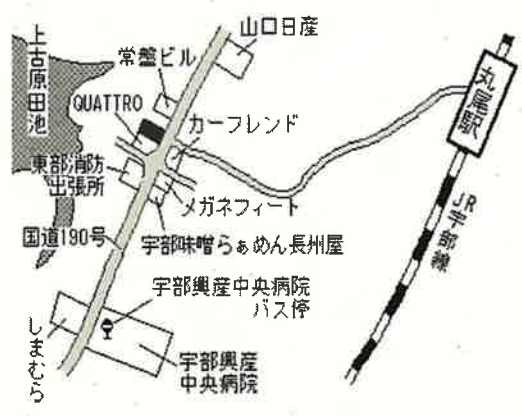 山口日産
上古原田池
常盤ビル
QUATTRO
カーフレンド
丸尾駅
東部消防
出張所
メガネフィート
国道190号
宇部味噌らぁめん長州屋
JR宇部線
宇部興産中央病院
バス停
しまむら
宇部興産
中央病院